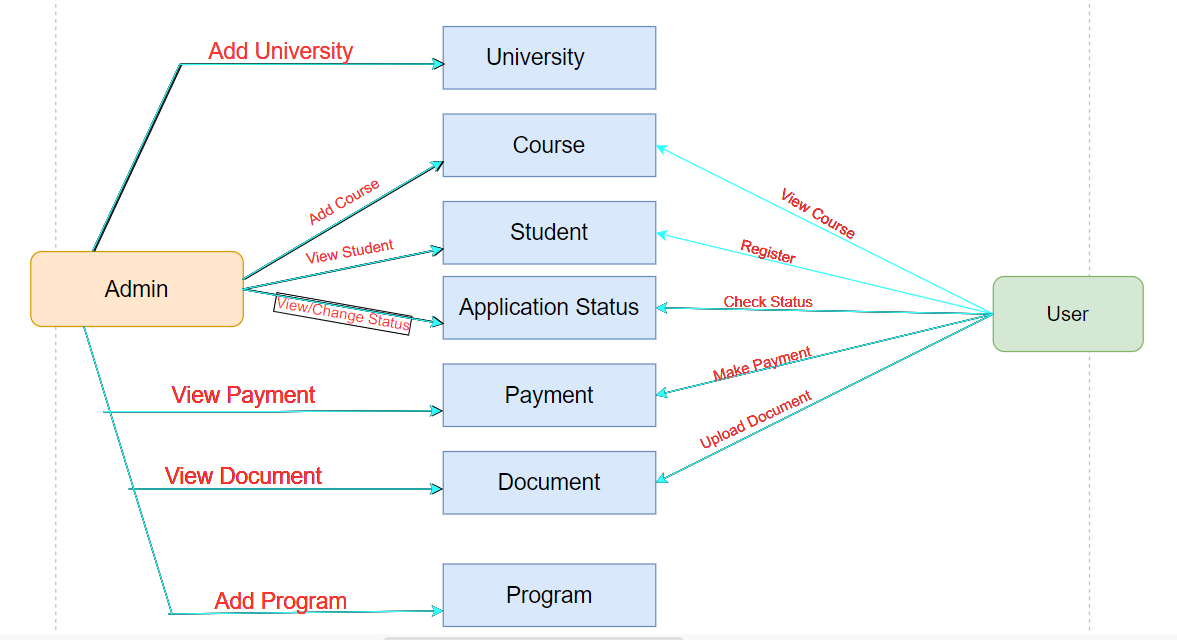 Add University
University
Course
Add Course
View Course
Student
View Student
Register
Admin
Application Status
View/Change Status
Check Status
User
Payment
View Payment
Make Payment
Upload Document
View Document
Document
Add Program
Program